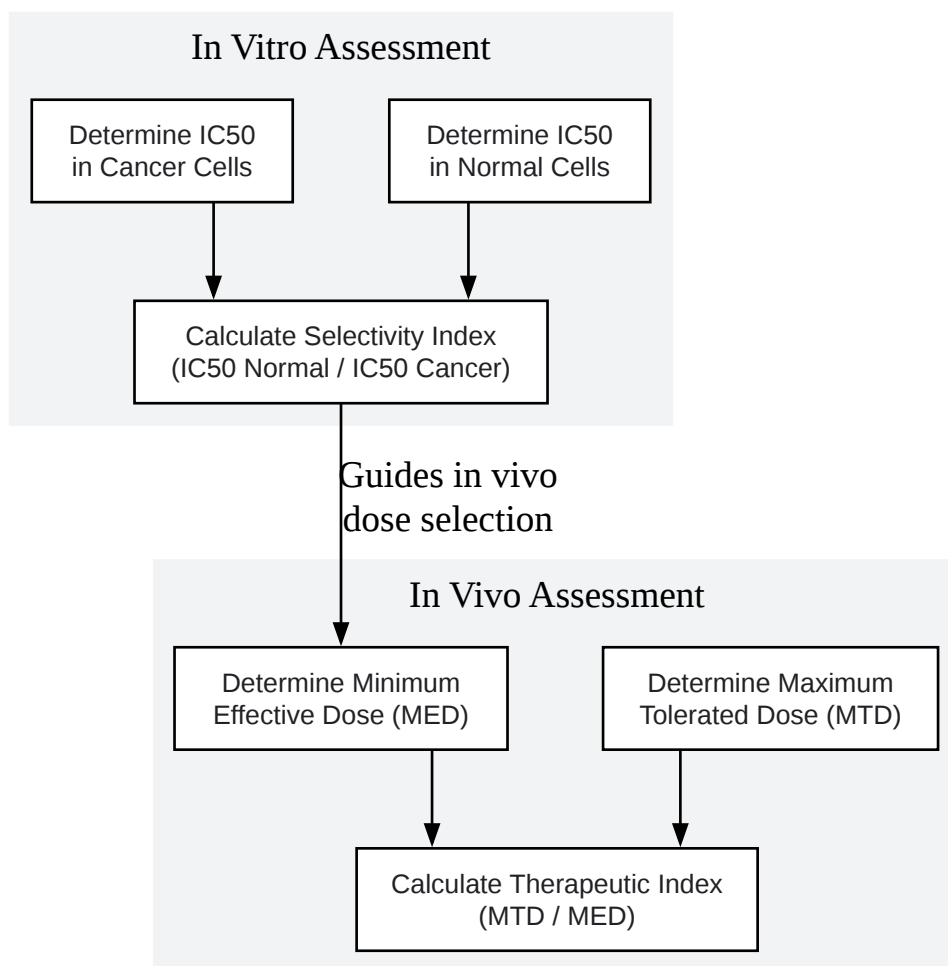 In Vitro Assessment
Determine IC50
in Cancer Cells
Determine IC50
in Normal Cells
Calculate Selectivity Index
(IC50 Normal / IC50 Cancer)
Guides in vivo
dose selection
In Vivo Assessment
Determine Minimum
Effective Dose (MED)
Determine Maximum
Tolerated Dose (MTD)
Calculate Therapeutic Index
(MTD / MED)